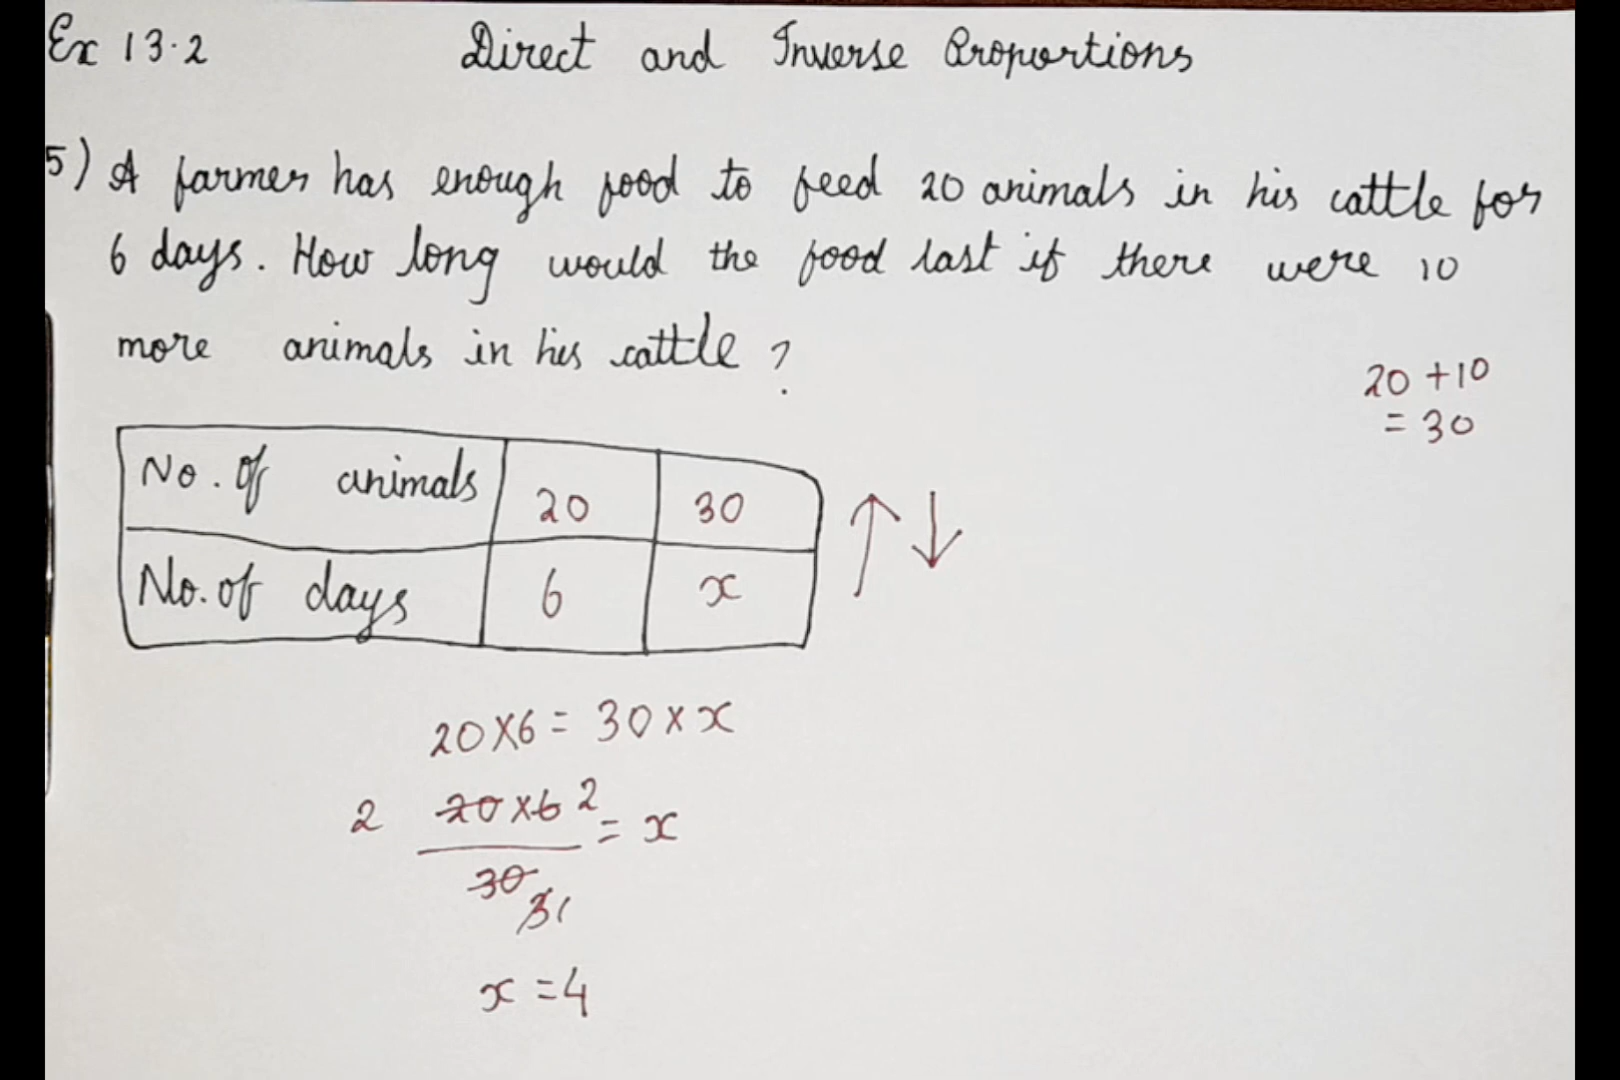 Ex 13.2 Direct and Inverse Proportions
5) A farmer has enough food to feed 20 animals in his cattle for
6 days. How long would the food last if there were 10
more animals in his cattle ?
20 + 10
= 30
No. Of animals 20 30
No. of days 6 x
20 x 6 = 30 x x
2 20 x 6 2 = x
30 31
x = 4